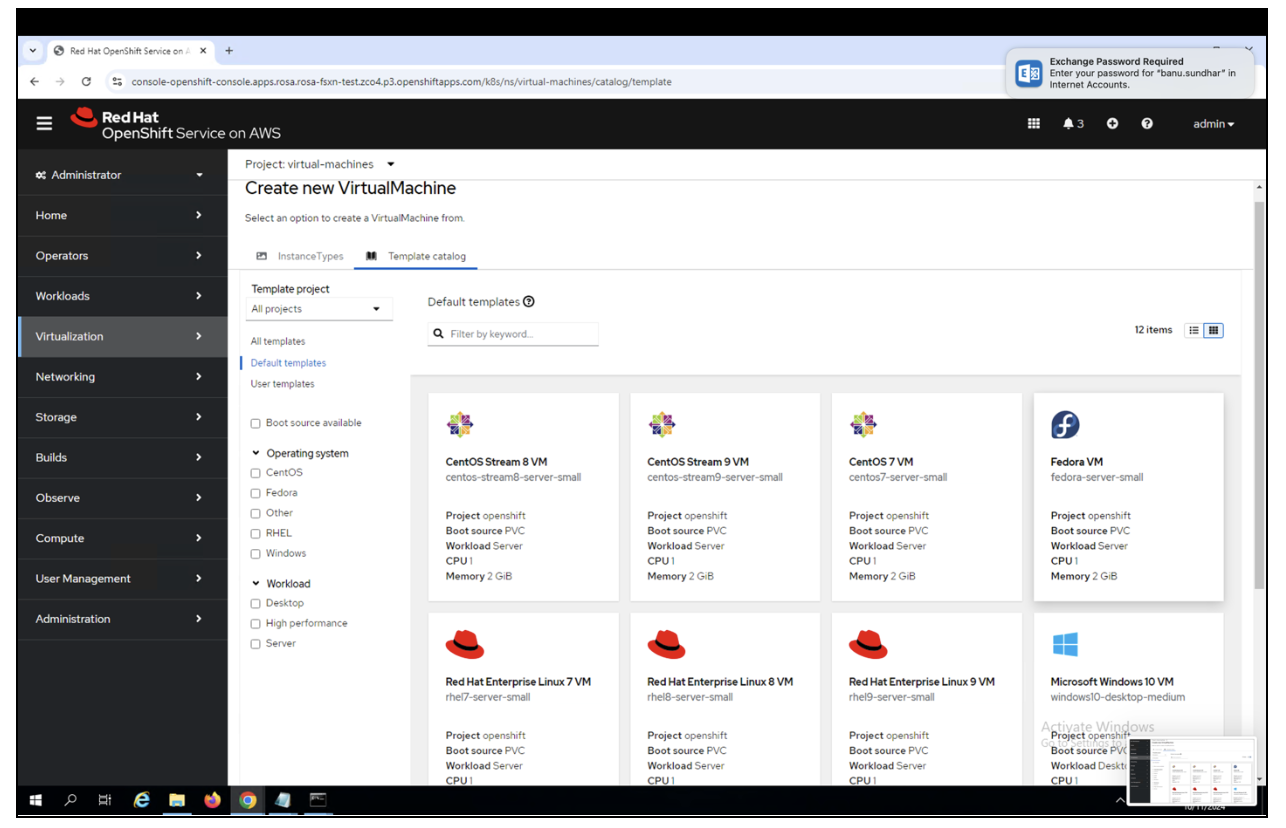 Red Hat OpenShift Service on A
Exchange Password Required
Enter your password for "banu.sundhar" in
Internet Accounts.
console-openshift-console.apps.rosa.rosa-fsxn-test.zco4.p3.openshiftapps.com/k8s/ns/virtual-machines/catalog/template
Red Hat
OpenShift Service on AWS
3
admin
Administrator
Home
Operators
Workloads
Virtualization
Networking
Storage
Builds
Observe
Compute
User Management
Administration
Project: virtual-machines
Create new VirtualMachine
Select an option to create a VirtualMachine from.
InstanceTypes
Template catalog
Template project
All projects
All templates
Default templates
User templates
Boot source available
Operating system
CentOS
Fedora
Other
RHEL
Windows
Workload
Desktop
High performance
Server
Default templates
Filter by keyword...
12 items
CentOS Stream 8 VM
centos-stream8-server-small
Project openshift
Boot source PVC
Workload Server
CPU 1
Memory 2 GiB
CentOS Stream 9 VM
centos-stream9-server-small
Project openshift
Boot source PVC
Workload Server
CPU 1
Memory 2 GiB
CentOS 7 VM
centos7-server-small
Project openshift
Boot source PVC
Workload Server
CPU 1
Memory 2 GiB
Fedora VM
fedora-server-small
Project openshift
Boot source PVC
Workload Server
CPU 1
Memory 2 GiB
Red Hat Enterprise Linux 7 VM
rhel7-server-small
Project openshift
Boot source PVC
Workload Server
CPU 1
Red Hat Enterprise Linux 8 VM
rhel8-server-small
Project openshift
Boot source PVC
Workload Server
CPU 1
Red Hat Enterprise Linux 9 VM
rhel9-server-small
Project openshift
Boot source PVC
Workload Server
CPU 1
Microsoft Windows 10 VM
windows10-desktop-medium
Activate Windows
Go to Settings to
Project openshift
Boot source PVC
Workload Deskt
CPU 1
10/11/2024